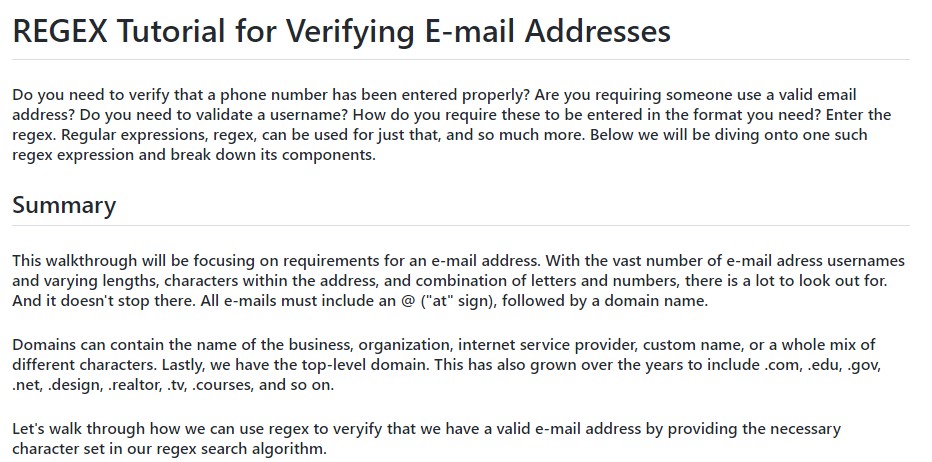 REGEX Tutorial for Verifying E-mail Addresses
Do you need to verify that a phone number has been entered properly? Are you requiring someone use a valid email
address? Do you need to validate a username? How do you require these to be entered in the format you need? Enter the
regex. Regular expressions, regex, can be used for just that, and so much more. Below we will be diving onto one such
regex expression and break down its components.
Summary
This walkthrough will be focusing on requirements for an e-mail address. With the vast number of e-mail adress usernames
and varying lengths, characters within the address, and combination of letters and numbers, there is a lot to look out for.
And it doesn't stop there. All e-mails must include an @ ("at" sign), followed by a domain name.
Domains can contain the name of the business, organization, internet service provider, custom name, or a whole mix of
different characters. Lastly, we have the top-level domain. This has also grown over the years to include .com, .edu, .gov,
.net, .design, .realtor, .tv, .courses, and so on.
Let's walk through how we can use regex to veryify that we have a valid e-mail address by providing the necessary
character set in our regex search algorithm.